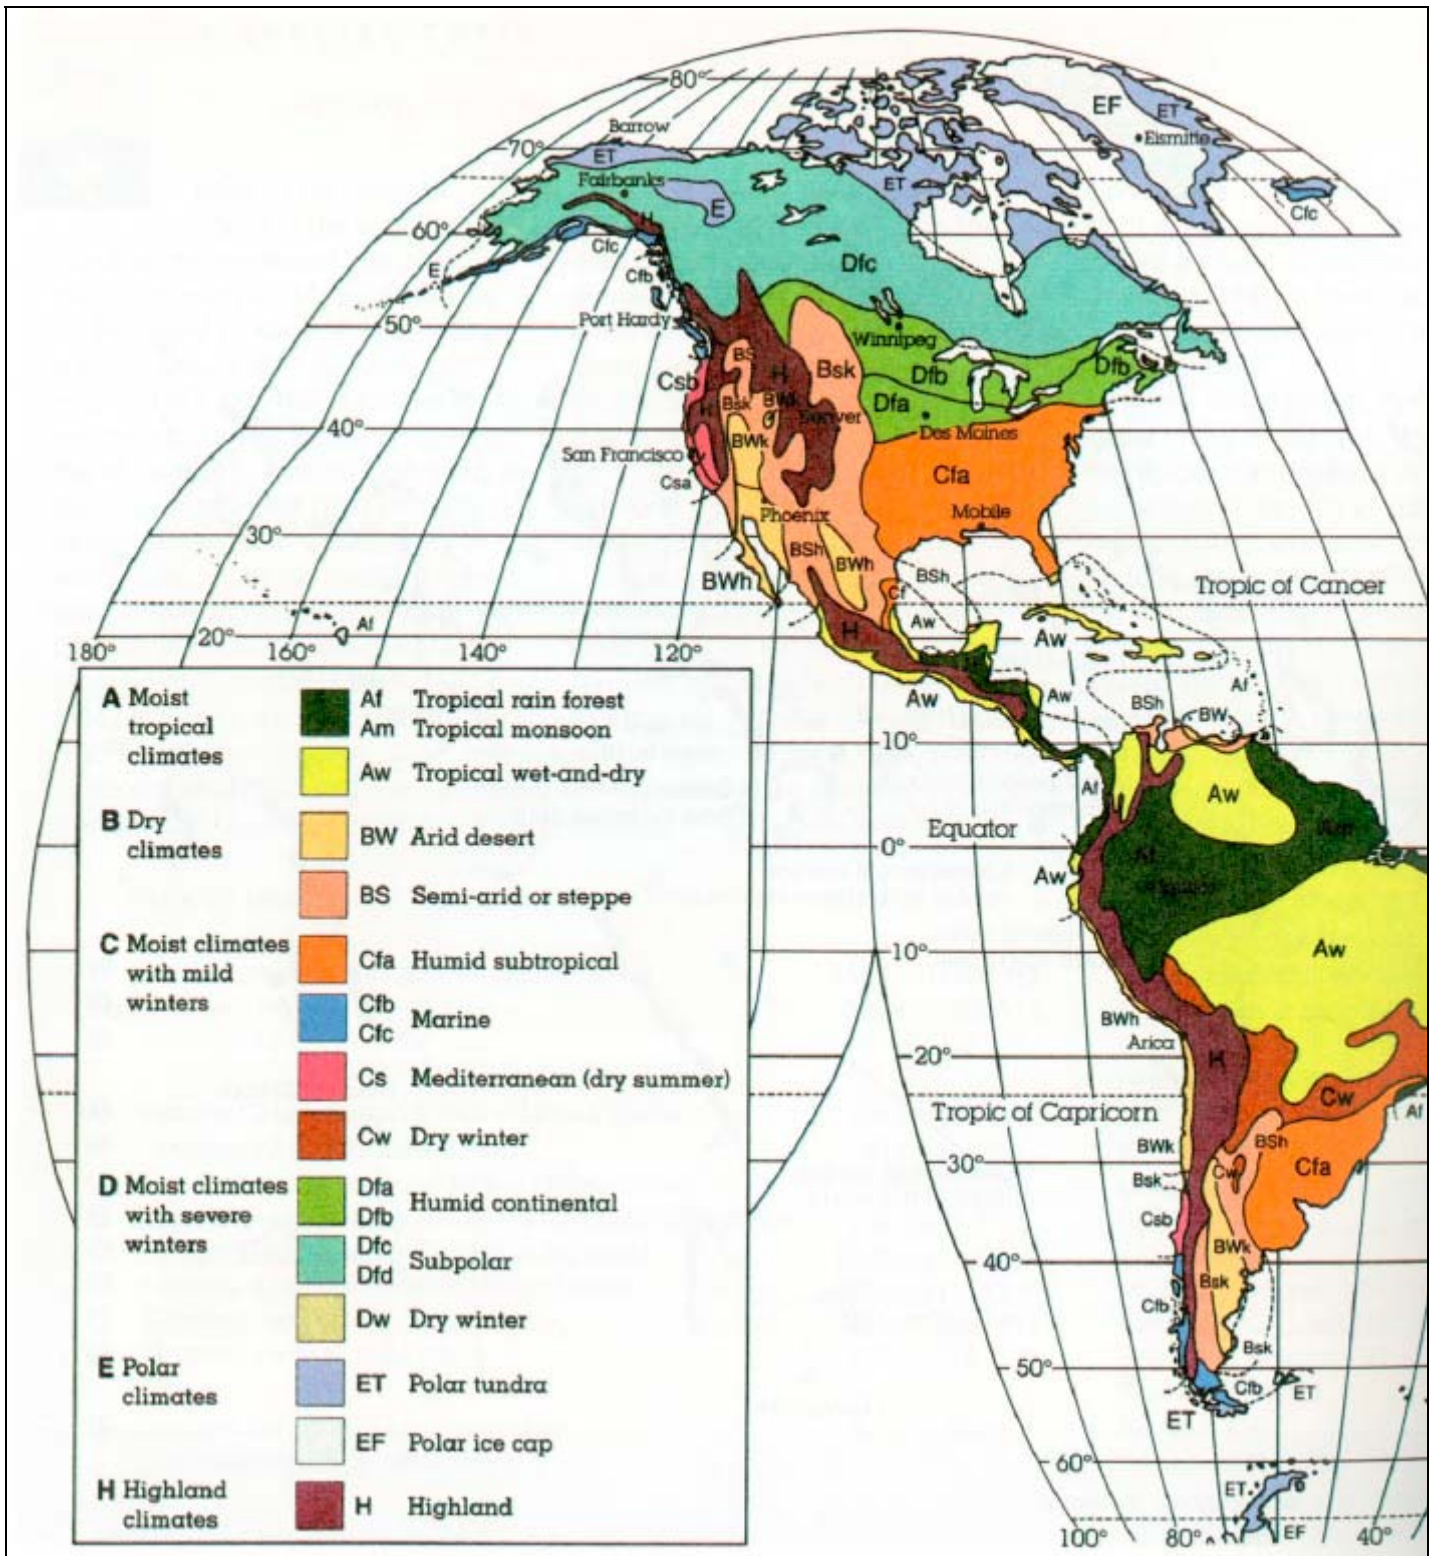 80°
EF
ET
Barrow
Eismitte
70°
ET
Fairbanks
ET
E
Cfc
H
60°
Cfc
Dfc
E
Cfb
50°
Port Hardy
Winnipeg
BS
Bsk
Dfb
Dfb
Csb
H
Bsk
Dfa
H
Denver
40°
Des Moines
BWk
San Francisco
Cfa
Csa
Mobile
Phoenix
30°
BSh
BWh
BSh
BWh
Tropic of Cancer
Cf
Af
Aw
H
Aw
20°
180°
160°
140°
120°
Af
Aw
Aw
BSh
BW
10°
Af
Aw
Equator
0°
Am
Af
Aw
10°
Aw
BWh
Arica
20°
H
Tropic of Capricorn
Cw
Af
BWk
BSh
30°
Cw
Cfa
Bsk
Csb
BWk
40°
Bsk
Cfb
Bsk
50°
Cfb
ET
ET
60°
ET
EF
100°
80°
40°
A Moist
tropical
climates
Af Tropical rain forest
Am Tropical monsoon
Aw Tropical wet-and-dry
B Dry
climates
BW Arid desert
BS Semi-arid or steppe
C Moist climates
with mild
winters
Cfa Humid subtropical
Cfb
Cfc
Marine
Cs Mediterranean (dry summer)
Cw Dry winter
D Moist climates
with severe
winters
Dfa
Dfb
Humid continental
Dfc
Dfd
Subpolar
Dw Dry winter
E Polar
climates
ET Polar tundra
EF Polar ice cap
H Highland
climates
H Highland